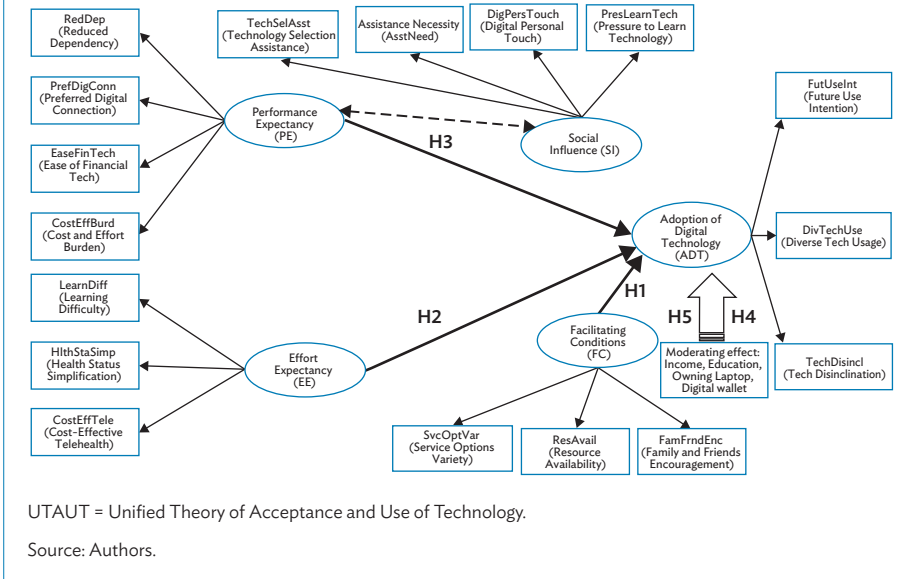 RedDep
(Reduced
Dependency)
TechSelAsst
(Technology Selection
Assistance)
Assistance Necessity
(AsstNeed)
DigPersTouch
(Digital Personal
Touch)
PresLearnTech
(Pressure to Learn
Technology)
PrefDigConn
(Preferred Digital
Connection)
Performance
Expectancy
(PE)
H3
Social
Influence (SI)
FutUseInt
(Future Use
Intention)
EaseFinTech
(Ease of Financial
Tech)
CostEffBurd
(Cost and Effort
Burden)
Adoption of
Digital
Technology
(ADT)
DivTechUse
(Diverse Tech Usage)
LearnDiff
(Learning
Difficulty)
H2
H1
H5
H4
HlthStaSimp
(Health Status
Simplification)
Effort
Expectancy
(EE)
Facilitating
Conditions
(FC)
Moderating effect:
Income, Education,
Owning Laptop,
Digital wallet
TechDisincl
(Tech Disinclination)
CostEffTele
(Cost-Effective
Telehealth)
SvcOptVar
(Service Options
Variety)
ResAvail
(Resource
Availability)
FamFrndEnc
(Family and Friends
Encouragement)
UTAUT = Unified Theory of Acceptance and Use of Technology.
Source: Authors.